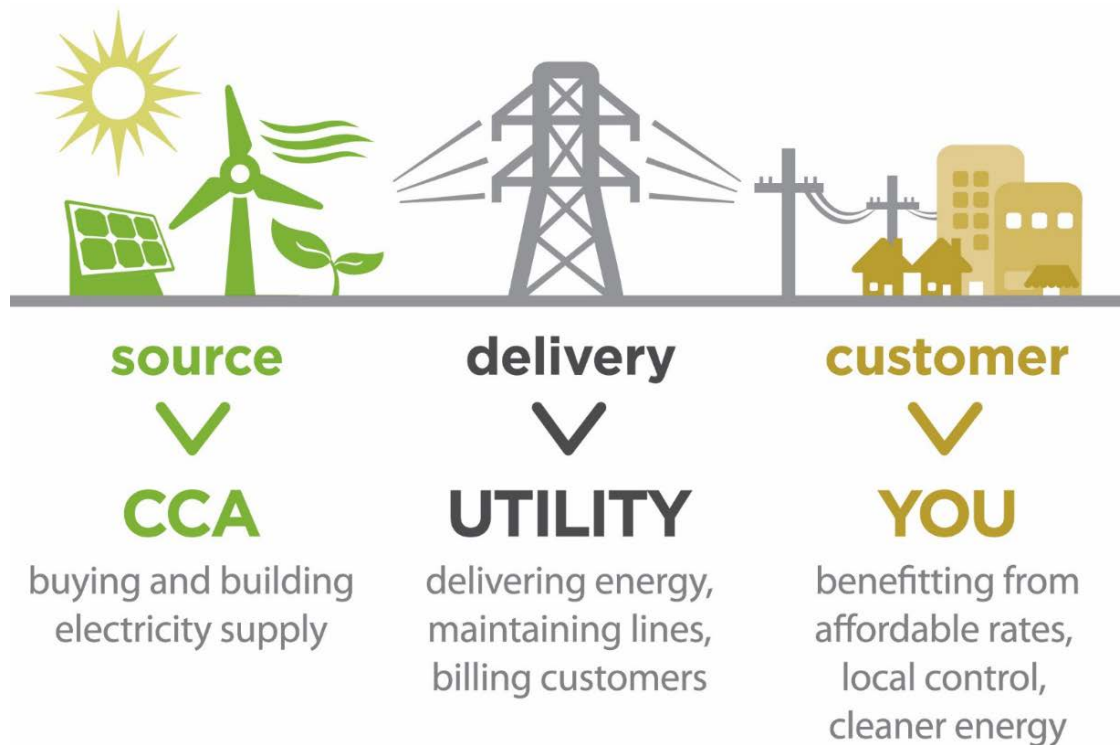 source
CCA
buying and building
electricity supply
delivery
UTILITY
delivering energy,
maintaining lines,
billing customers
customer
YOU
benefitting from
affordable rates,
local control,
cleaner energy